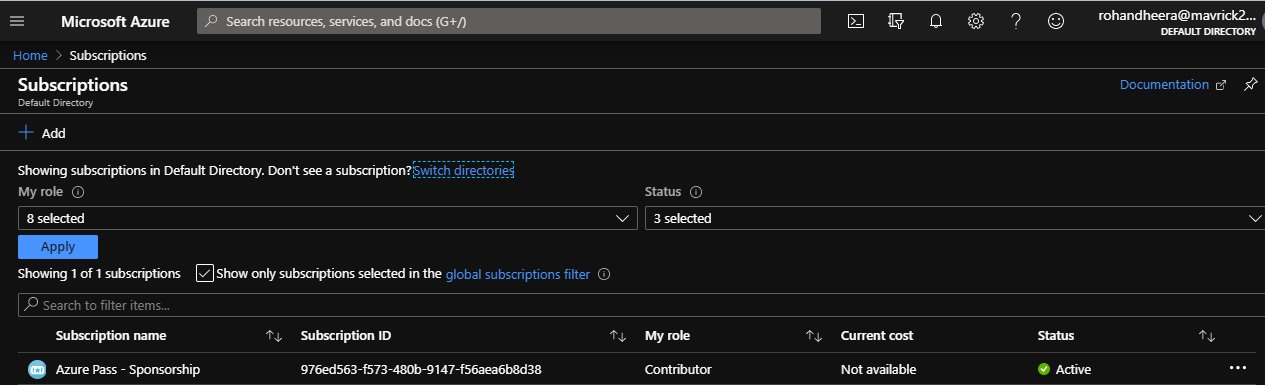 Microsoft Azure
Search resources, services, and docs (G+/)
rohandheera@mavrick2...
DEFAULT DIRECTORY
Home > Subscriptions
Subscriptions
Default Directory
Documentation
+ Add
Showing subscriptions in Default Directory. Don't see a subscription? Switch directories
My role
Status
8 selected
3 selected
Apply
Showing 1 of 1 subscriptions
Show only subscriptions selected in the global subscriptions filter
Search to filter items...
Subscription name Subscription ID My role Current cost Status
Azure Pass - Sponsorship 976ed563-f573-480b-9147-f56aea6b8d38 Contributor Not available Active ...